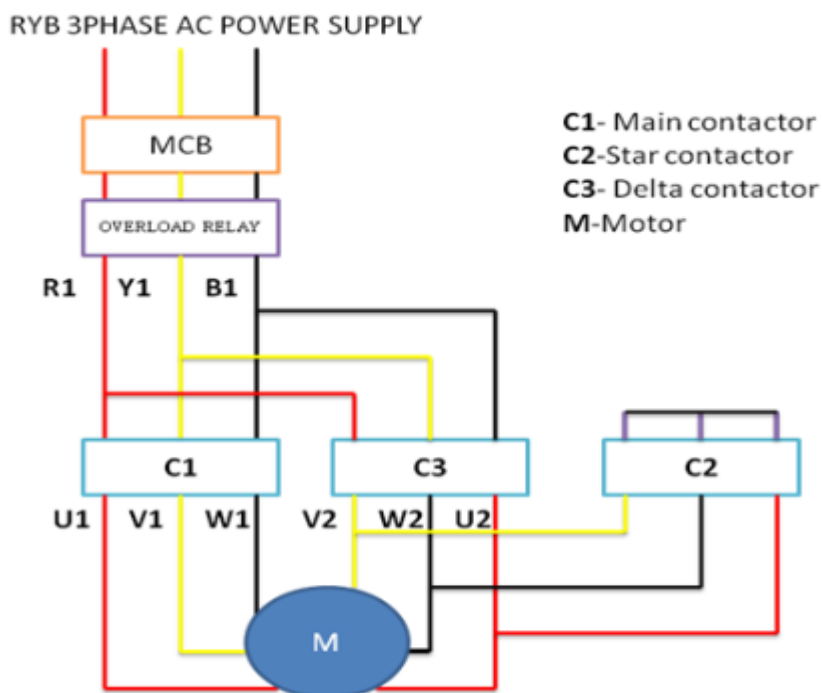 RYB 3PHASE AC POWER SUPPLY
MCB
C1- Main contactor
C2-Star contactor
C3- Delta contactor
M-Motor
OVERLOAD RELAY
R1 Y1 B1
C1 C3 C2
U1 V1 W1 V2 W2 U2
M